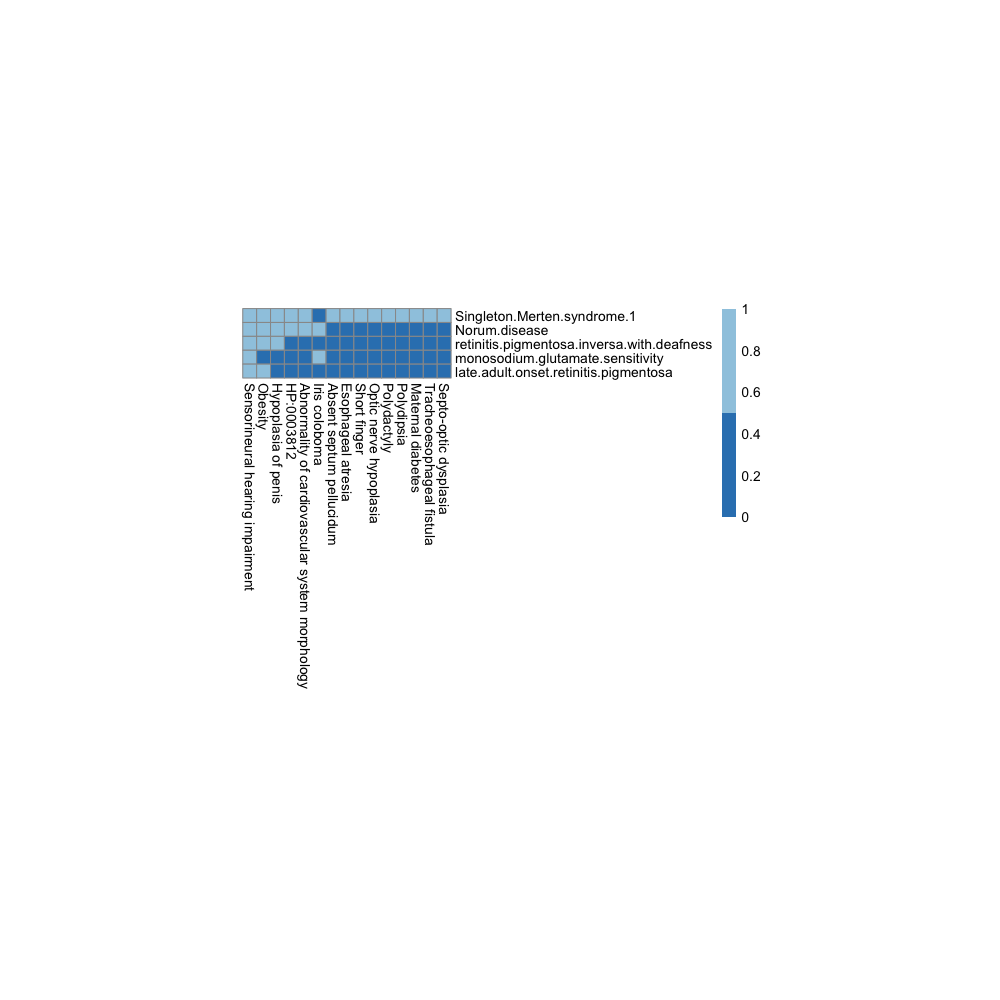 Singleton.Merten.syndrome.1
Norum.disease
retinitis.pigmentosa.inversa.with.deafness
monosodium.glutamate.sensitivity
late.adult.onset.retinitis.pigmentosa
Sensorineural hearing impairment
Obesity
Hypoplasia of penis
HP:0003812
Abnormality of cardiovascular system morphology
Iris coloboma
Absent septum pellucidum
Esophageal atresia
Short finger
Optic nerve hypoplasia
Polydactyly
Polydipsia
Maternal diabetes
Tracheoesophageal fistula
Septo-optic dysplasia
1
0.8
0.6
0.4
0.2
0